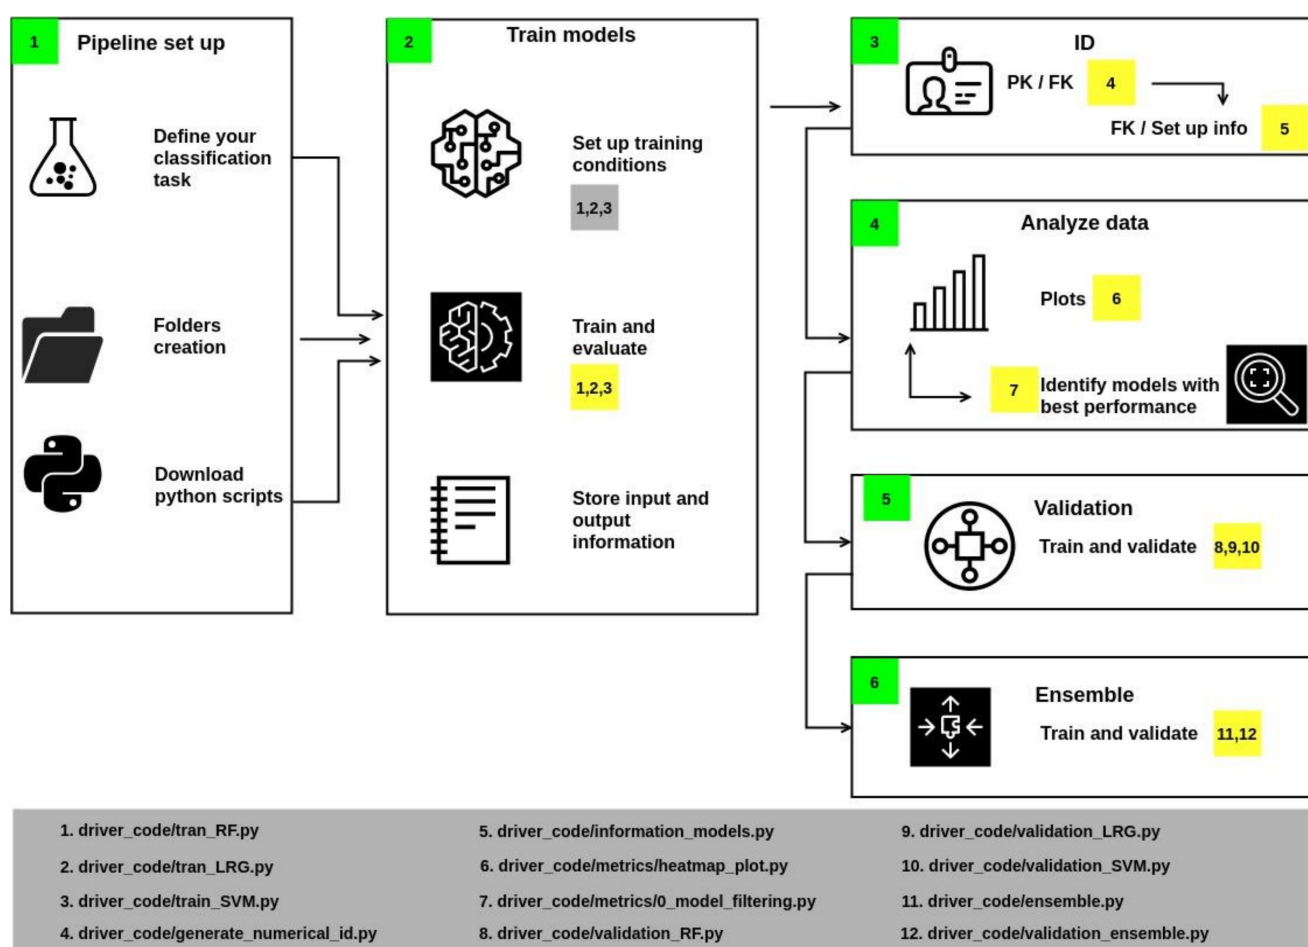 1
Pipeline set up
Define your
classification
task
Folders
creation
Download
python scripts
2
Train models
Set up training
conditions
1,2,3
Train and
evaluate
1,2,3
Store input and
output
information
3
ID
PK / FK
4
FK / Set up info
5
4
Analyze data
Plots
6
7
Identify models with
best performance
5
Validation
Train and validate
8,9,10
6
Ensemble
Train and validate
11,12
1. driver_code/tran_RF.py
2. driver_code/tran_LRG.py
3. driver_code/train_SVM.py
4. driver_code/generate_numerical_id.py
5. driver_code/information_models.py
6. driver_code/metrics/heatmap_plot.py
7. driver_code/metrics/0_model_filtering.py
8. driver_code/validation_RF.py
9. driver_code/validation_LRG.py
10. driver_code/validation_SVM.py
11. driver_code/ensemble.py
12. driver_code/validation_ensemble.py